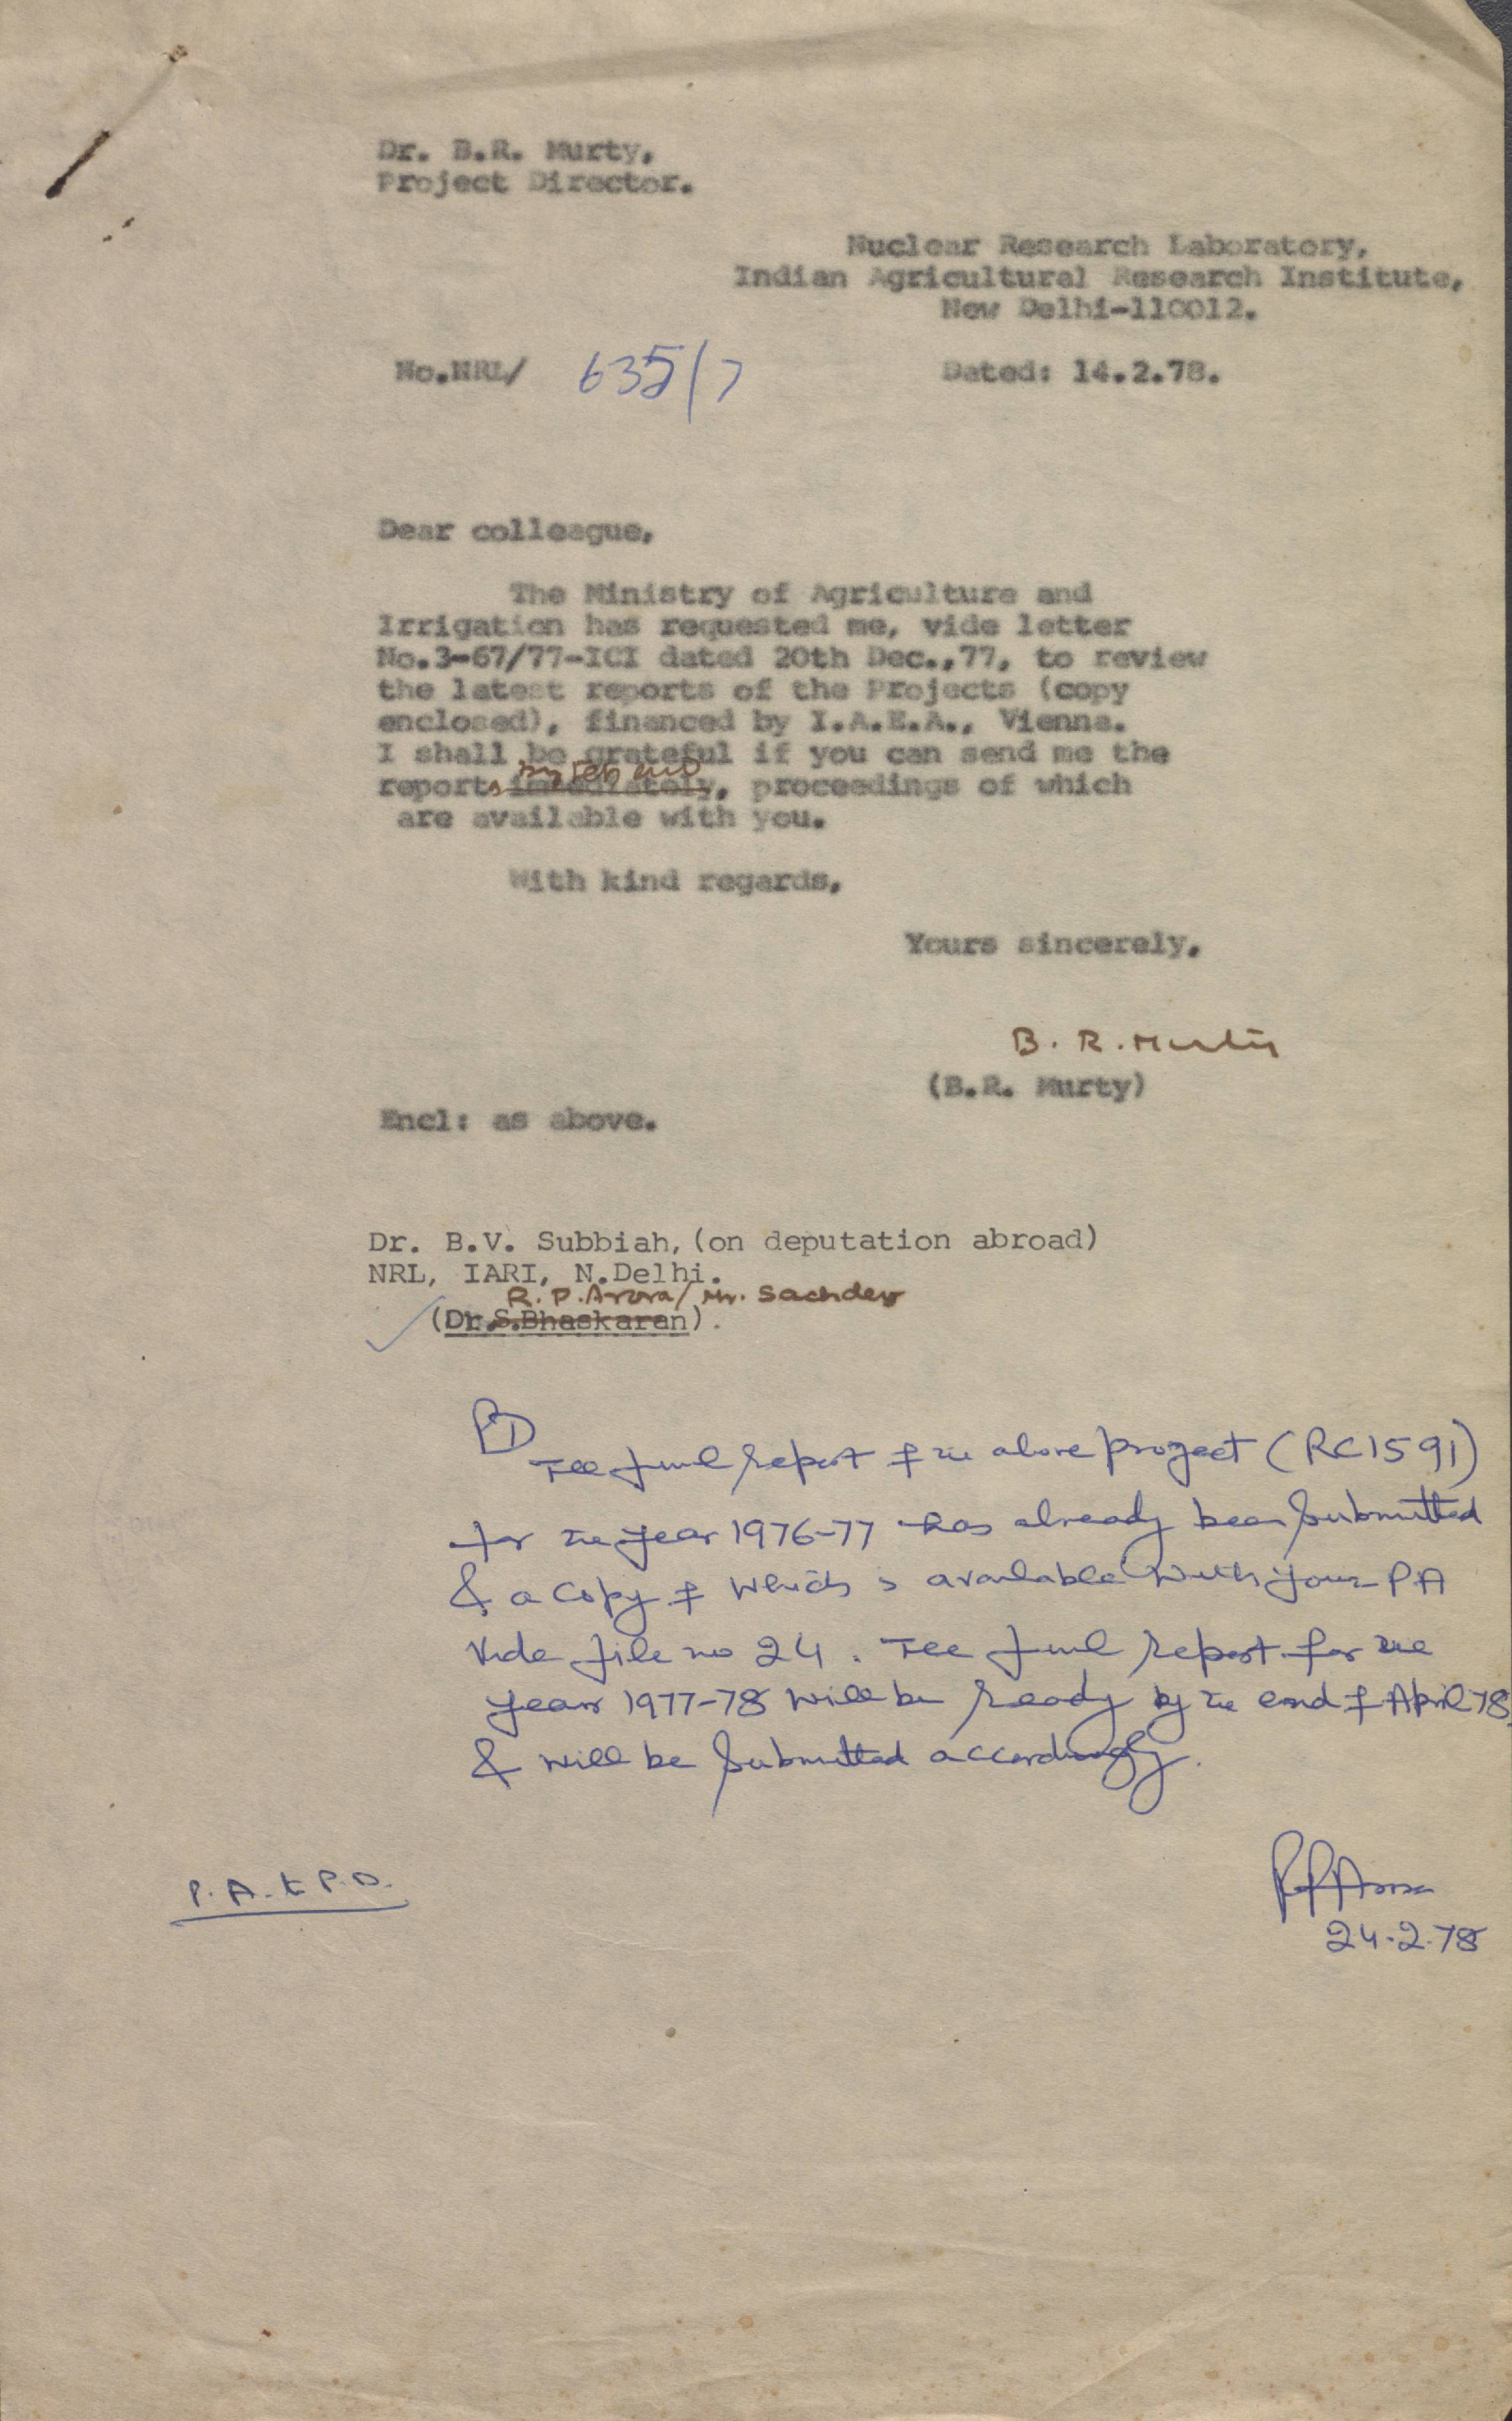 Dr. B.R. Murty,
Project Director.
Nuclear Research Laboratory,
Indian Agricultural Research Institute,
New Delhi-110012.
No.NRL/ 635/7 Dated: 14.2.78.
Dear colleague,
The Ministry of Agriculture and
Irrigation has requested me, vide letter
No.3-67/77-ICI dated 20th Dec.,77, to review
the latest reports of the Projects (copy
enclosed), financed by I.A.E.A., Vienna.
I shall be grateful if you can send me the
by Feb end
reports immediately, proceedings of which
are available with you.
With kind regards,
Yours sincerely,
B. R. Murty
(B.R. Murty)
Encl: as above.
Dr. B.V. Subbiah, (on deputation abroad)
NRL, IARI, N.Delhi.
R. P. Arora/ Mr. Sachdev
(Dr.S.Bhaskaran).
PD
The final report of the above project (RC1591)
for the year 1976-77 has already been submitted
& a copy of which is available with your PA
vide file no 24. The final report for the
year 1977-78 will be ready by the end of April 78
& will be submitted accordingly.
P. A. to P. D.
RPArora
24.2.78